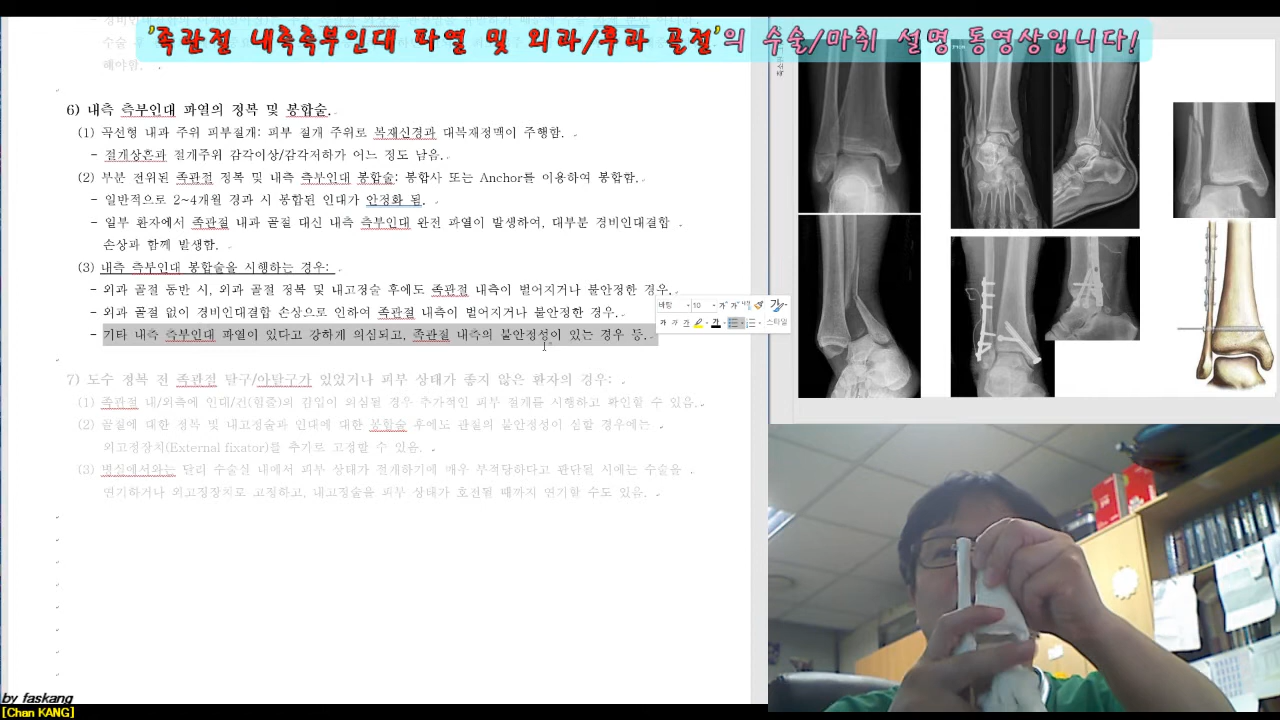 '족관절 내측측부인대 파열 및 외과/후과 골절'의 수술/마취 설명 동영상입니다!
해야함.
6) 내측 측부인대 파열의 정복 및 봉합술.
(1) 곡선형 내과 주위 피부절개: 피부 절개 주위로 복재신경과 대복재정맥이 주행함.
- 절개상흔과 절개주위 감각이상/감각저하가 어느 정도 남음.
(2) 부분 전위된 족관절 정복 및 내측 측부인대 봉합술: 봉합사 또는 Anchor를 이용하여 봉합함.
- 일반적으로 2~4개월 경과 시 봉합된 인대가 안정화 됨.
- 일부 환자에서 족관절 내과 골절 대신 내측 측부인대 완전 파열이 발생하여, 대부분 경비인대결합
손상과 함께 발생함.
(3) 내측 측부인대 봉합술을 시행하는 경우:
- 외과 골절 동반 시, 외과 골절 정복 및 내고정술 후에도 족관절 내측이 벌어지거나 불안정한 경우.
- 외과 골절 없이 경비인대결합 손상으로 인하여 족관절 내측이 벌어지거나 불안정한 경우.
- 기타 내측 측부인대 파열이 있다고 강하게 의심되고, 족관절 내측의 불안정성이 있는 경우 등.
바탕 10 가 가
가 가 가 가 스타일
7) 도수 정복 전 족관절 탈구/아탈구가 있었거나 피부 상태가 좋지 않은 환자의 경우:
(1) 족관절 내/외측에 인대/건(힘줄)의 감입이 의심될 경우 추가적인 피부 절개를 시행하고 확인할 수 있음.
(2) 골절에 대한 정복 및 내고정술과 인대에 대한 봉합술 후에도 관절의 불안정성이 심할 경우에는
외고정장치(External fixator)를 추가로 고정할 수 있음.
(3) 병실에서와는 달리 수술실 내에서 피부 상태가 절개하기에 매우 부적당하다고 판단될 시에는 수술을
연기하거나 외고정장치로 고정하고, 내고정술을 피부 상태가 호전될 때까지 연기할 수도 있음.
by faskang
[Chan KANG]